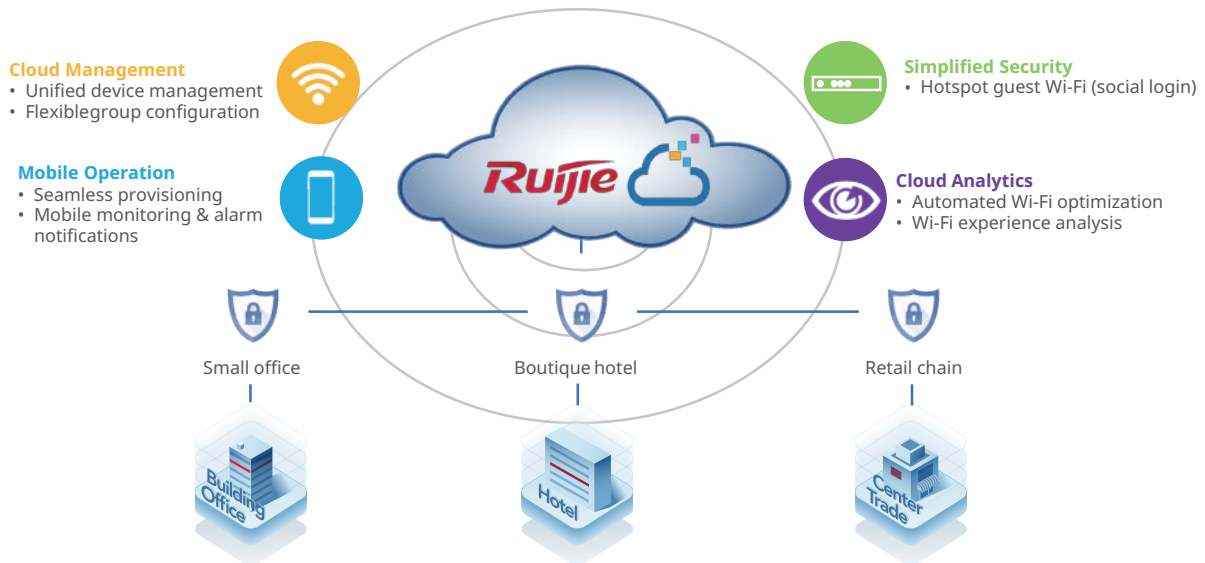 Cloud Management
• Unified device management
• Flexiblegroup configuration
Mobile Operation
• Seamless provisioning
• Mobile monitoring & alarm
notifications
Ruijie
Simplified Security
• Hotspot guest Wi-Fi (social login)
Cloud Analytics
• Automated Wi-Fi optimization
• Wi-Fi experience analysis
Small office
Boutique hotel
Retail chain
Building
Office
Hotel
Center
Trade